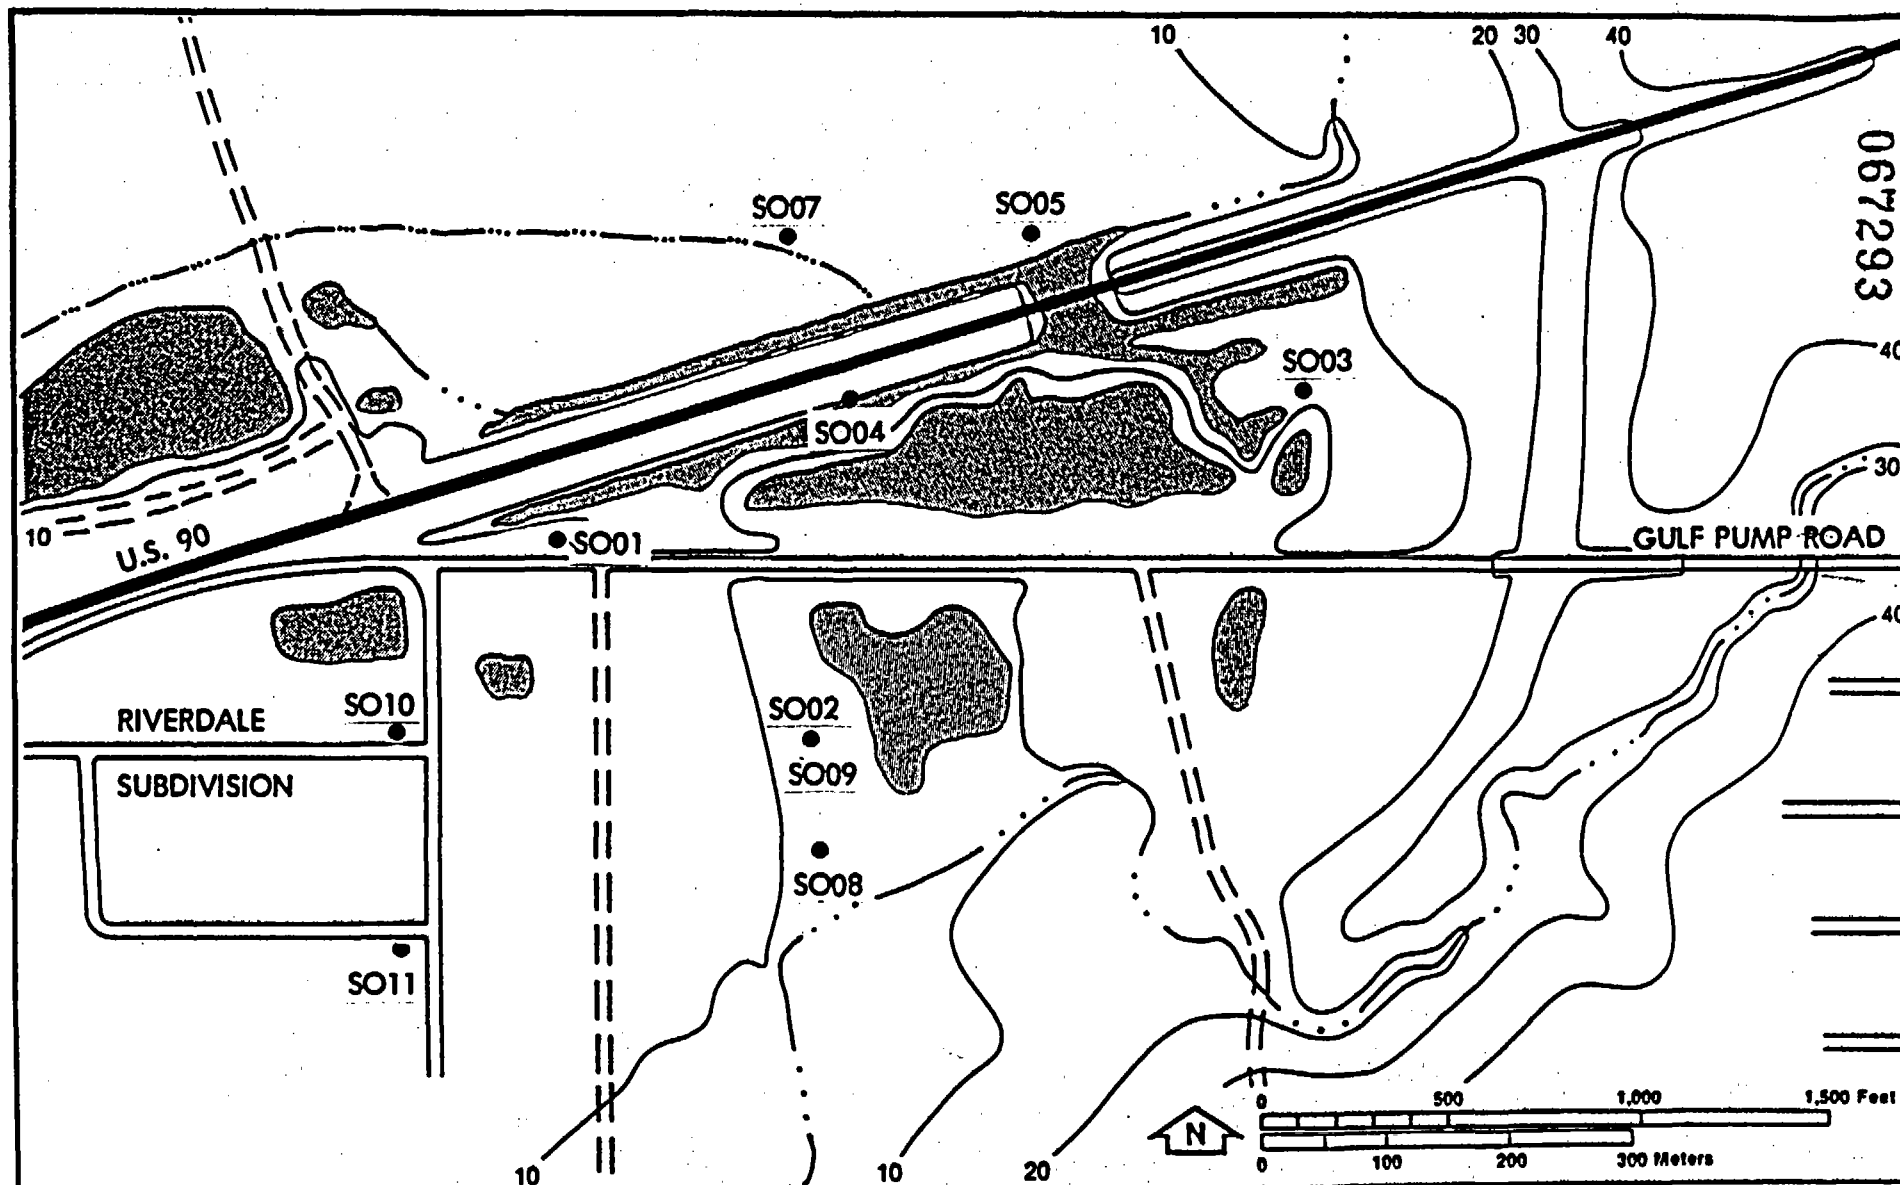 10
20 30 40
067293
SO07
SO05
40
SO03
SO04
30
10
U.S. 90
SO01
GULF PUMP ROAD
40
RIVERDALE
SO10
SO02
SUBDIVISION
SO09
SO08
SO11
0 500 1,000 1,500 Feet
N
0 100 200 300 Meters
10
10
20